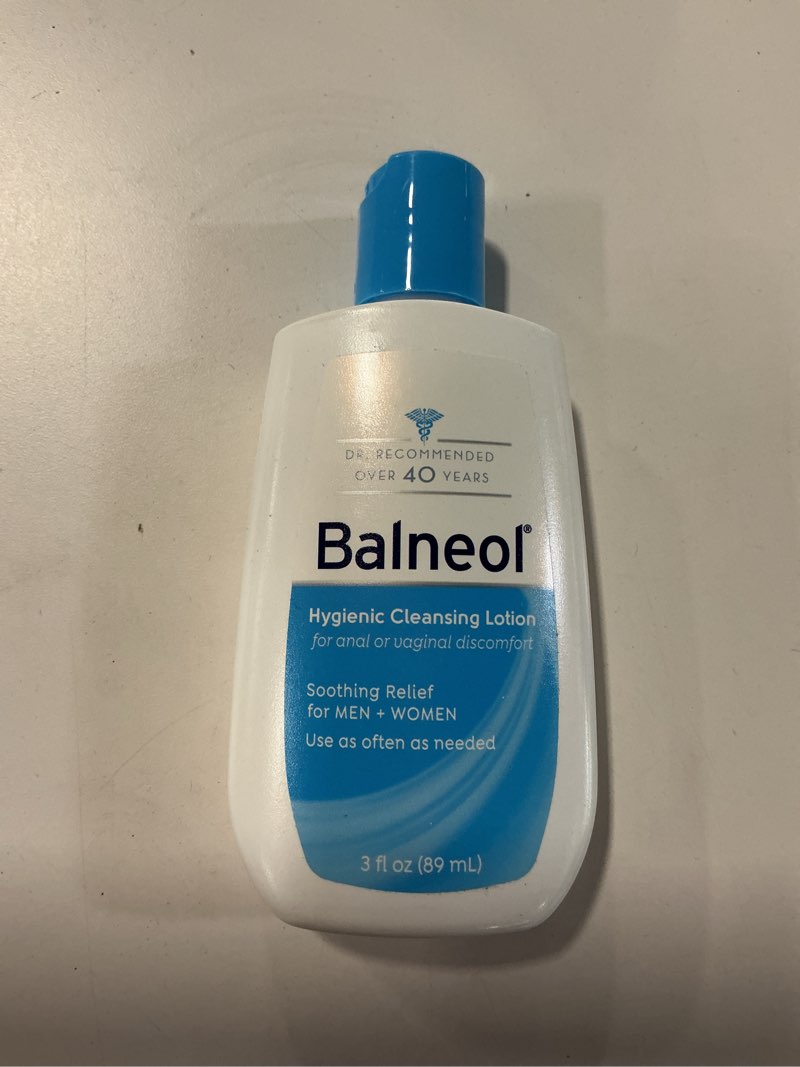 DR. RECOMMENDED
OVER 40 YEARS
Balneol®
Hygienic Cleansing Lotion
for anal or vaginal discomfort
Soothing Relief
for MEN + WOMEN
Use as often as needed
3 fl oz (89 mL)